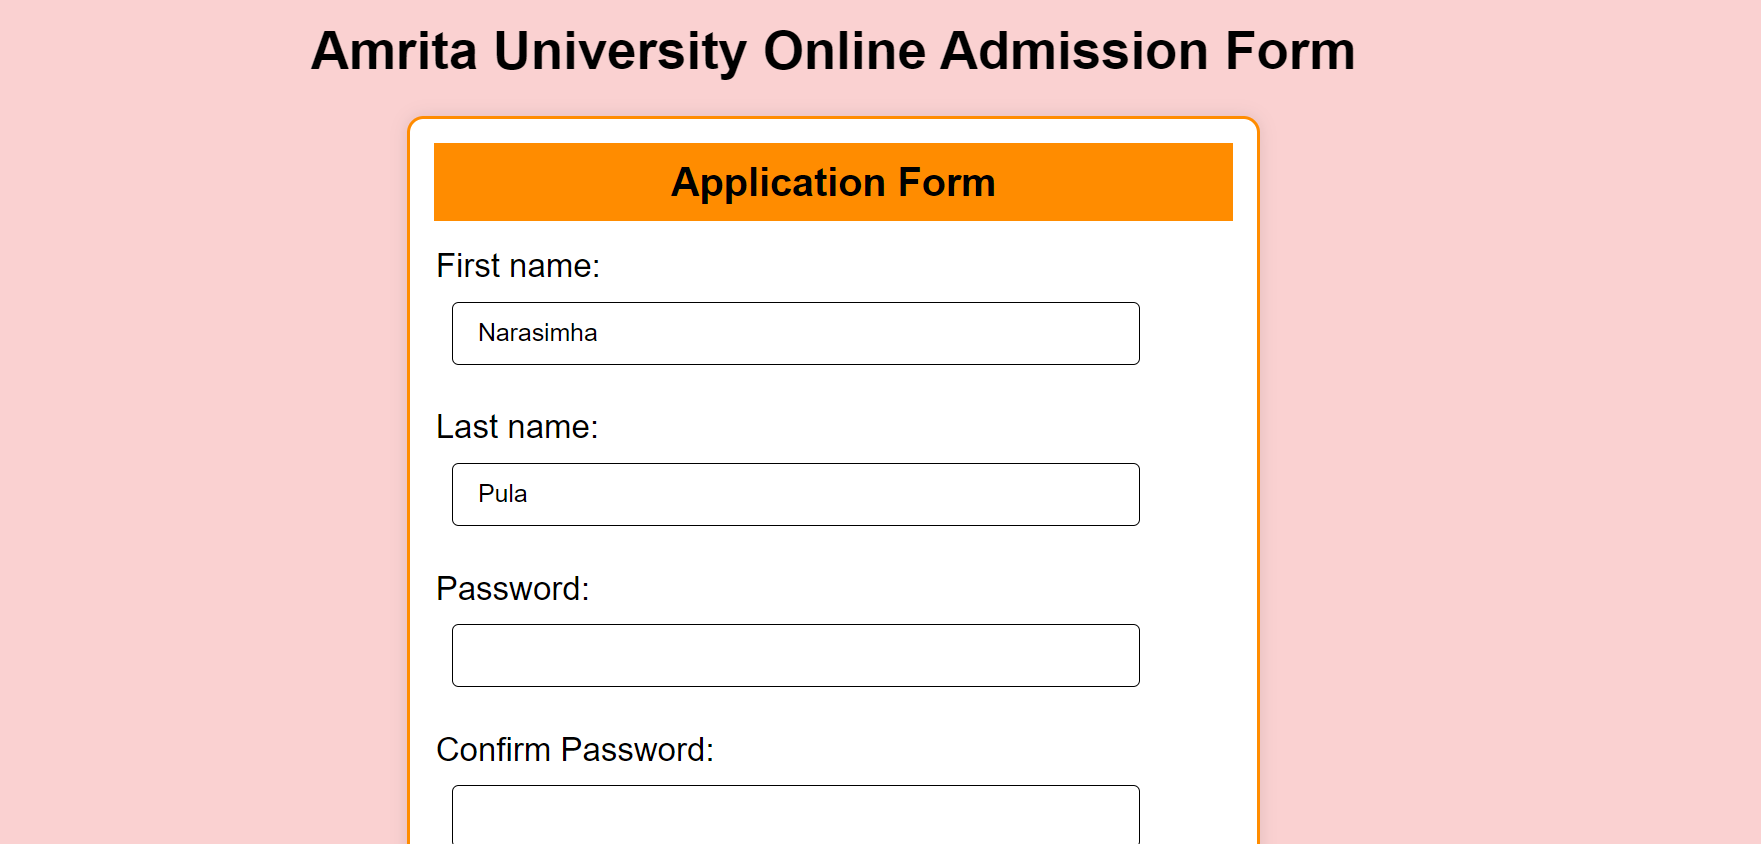 Amrita University Online Admission Form
Application Form
First name:
Narasimha
Last name:
Pula
Password:
Confirm Password: